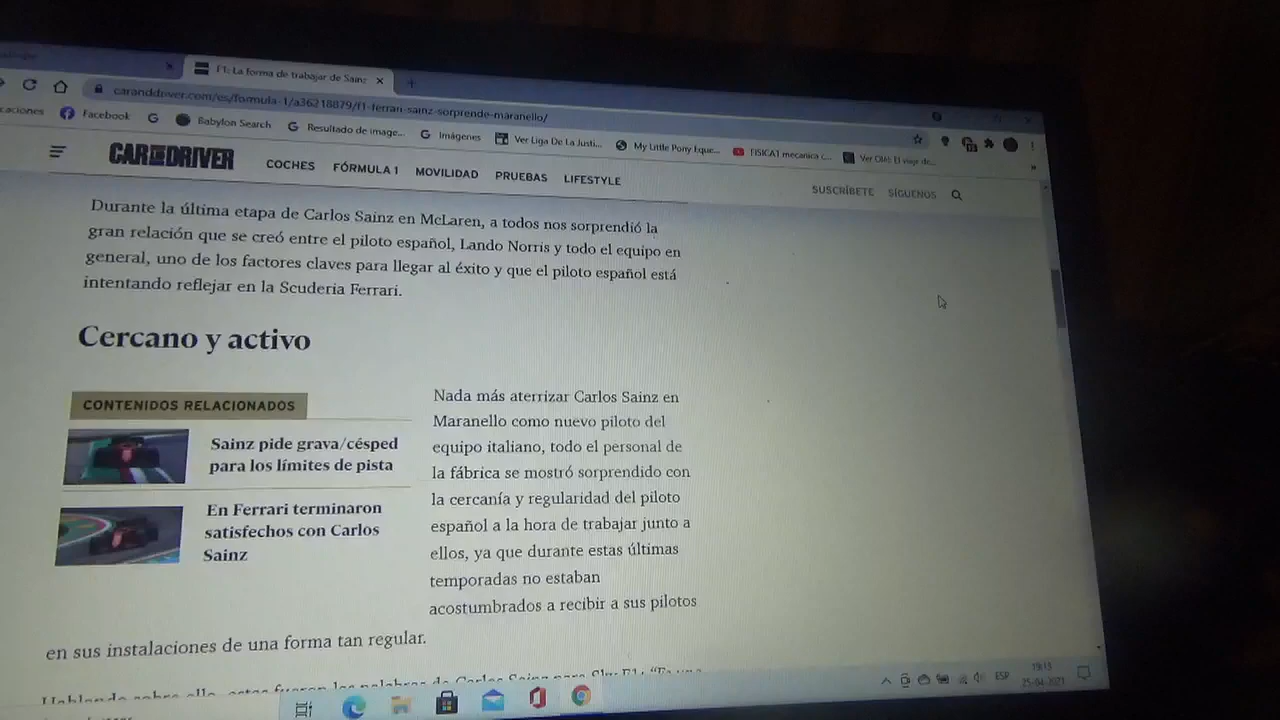 F1: La forma de trabajar de Sainz
caranddriver.com/es/formula-1/a36218879/f1-ferrari-sainz-sorprende-maranello/
Facebook
Babylon Search
Resultado de image...
Imágenes
Ver Liga De La Justi...
My Little Pony Eque...
FISICA1 mecanica c...
CAR AND DRIVER
COCHES FÓRMULA 1 MOVILIDAD PRUEBAS LIFESTYLE
SUSCRÍBETE SÍGUENOS
Durante la última etapa de Carlos Sainz en McLaren, a todos nos sorprendió la
gran relación que se creó entre el piloto español, Lando Norris y todo el equipo en
general, uno de los factores claves para llegar al éxito y que el piloto español está
intentando reflejar en la Scuderia Ferrari.
Cercano y activo
CONTENIDOS RELACIONADOS
Sainz pide grava/césped
para los límites de pista
En Ferrari terminaron
satisfechos con Carlos
Sainz
Nada más aterrizar Carlos Sainz en
Maranello como nuevo piloto del
equipo italiano, todo el personal de
la fábrica se mostró sorprendido con
la cercanía y regularidad del piloto
español a la hora de trabajar junto a
ellos, ya que durante estas últimas
temporadas no estaban
acostumbrados a recibir a sus pilotos
en sus instalaciones de una forma tan regular.
ESP
19:13
25-04-2021